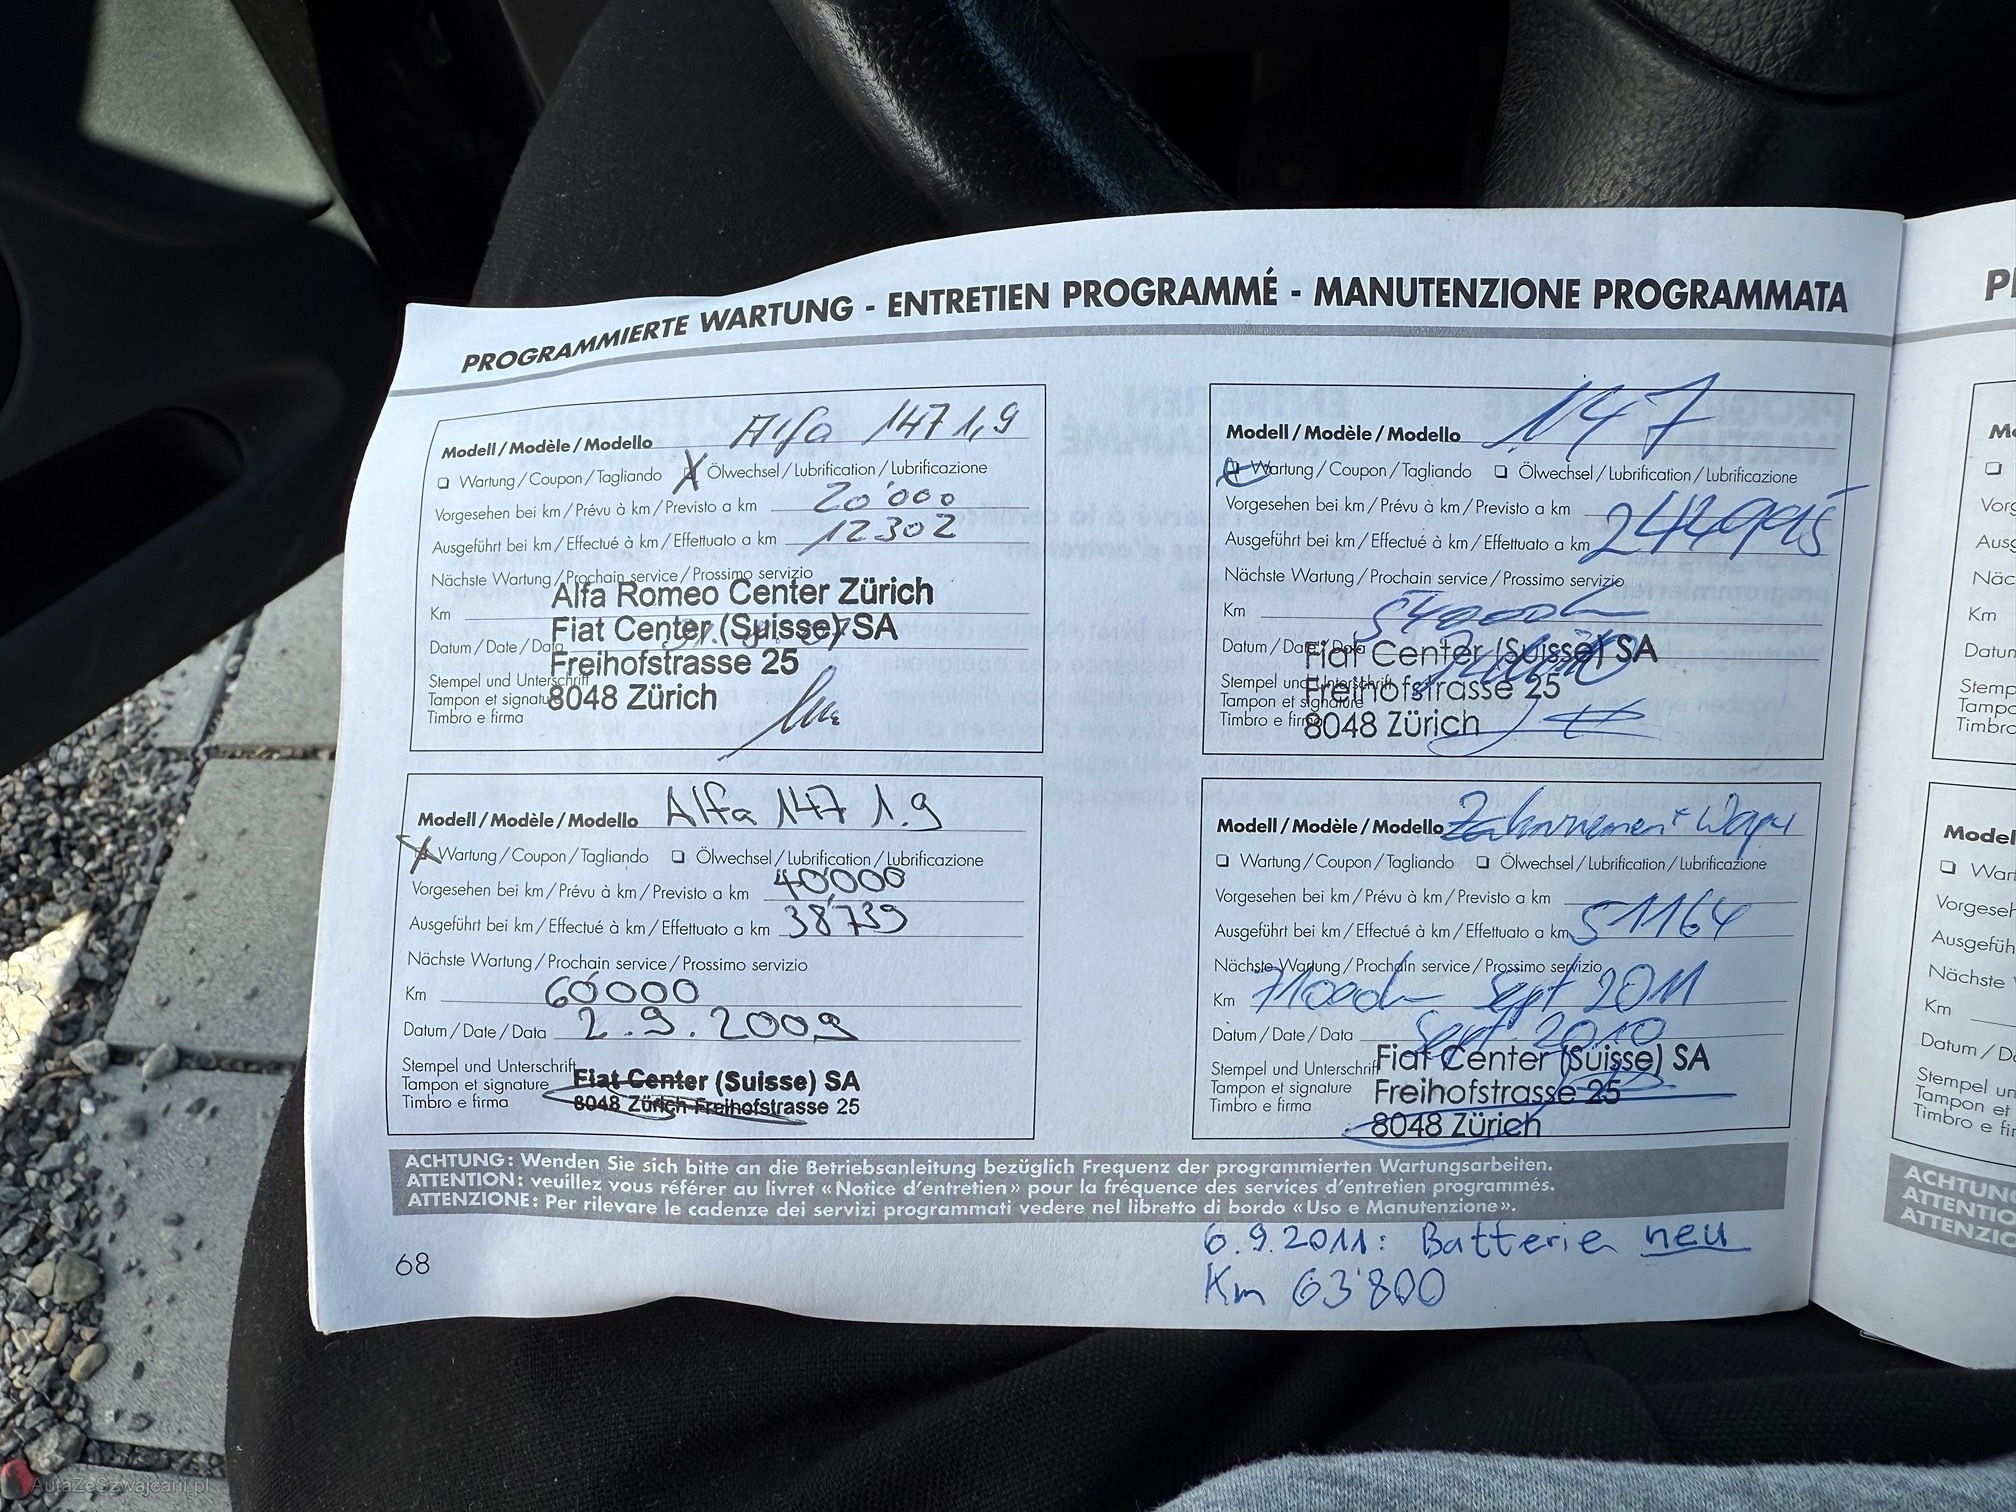 PROGRAMMIERTE WARTUNG - ENTRETIEN PROGRAMMÉ - MANUTENZIONE PROGRAMMATA
Modell / Modèle / Modello Alfa 147 1,9
Wartung / Coupon / Tagliando X Ölwechsel / Lubrification / Lubrificazione
Vorgesehen bei km / Prévu à km / Previsto a km 20'000
Ausgeführt bei km / Effectué à km / Effettuato a km 12302
Nächste Wartung / Prochain service / Prossimo servizio
Km
Datum / Date / Data
Stempel und Unterschrift
Tampon et signature
Timbro e firma
Alfa Romeo Center Zürich
Fiat Center (Suisse) SA
Freihofstrasse 25
8048 Zürich
Modell / Modèle / Modello Alfa 147 1.9
X Wartung / Coupon / Tagliando Ölwechsel / Lubrification / Lubrificazione
Vorgesehen bei km / Prévu à km / Previsto a km 40'000
Ausgeführt bei km / Effectué à km / Effettuato a km 38'739
Nächste Wartung / Prochain service / Prossimo servizio
Km 60'000
Datum / Date / Data 2.9.2009
Stempel und Unterschrift
Tampon et signature
Timbro e firma
Fiat Center (Suisse) SA
8048 Zürich Freihofstrasse 25
Modell / Modèle / Modello 147
Wartung / Coupon / Tagliando Ölwechsel / Lubrification / Lubrificazione
Vorgesehen bei km / Prévu à km / Previsto a km
Ausgeführt bei km / Effectué à km / Effettuato a km
Nächste Wartung / Prochain service / Prossimo servizio
Km
Datum / Date / Data
Stempel und Unterschrift
Tampon et signature
Timbro e firma
Fiat Center (Suisse) SA
Freihofstrasse 25
8048 Zürich
Modell / Modèle / Modello
Wartung / Coupon / Tagliando Ölwechsel / Lubrification / Lubrificazione
Vorgesehen bei km / Prévu à km / Previsto a km
Ausgeführt bei km / Effectué à km / Effettuato a km 51164
Nächste Wartung / Prochain service / Prossimo servizio
Km Sept 2011
Datum / Date / Data Sept 2010
Stempel und Unterschrift
Tampon et signature
Timbro e firma
Fiat Center (Suisse) SA
Freihofstrasse 25
8048 Zürich
ACHTUNG: Wenden Sie sich bitte an die Betriebsanleitung bezüglich Frequenz der programmierten Wartungsarbeiten.
ATTENTION: veuillez vous référer au livret «Notice d'entretien» pour la fréquence des services d'entretien programmés.
ATTENZIONE: Per rilevare le cadenze dei servizi programmati vedere nel libretto di bordo «Uso e Manutenzione».
68
6.9.2011: Batterie neu
Km 63'800
Km
ACHTUNG
AutaZeSzwajcarii.pl